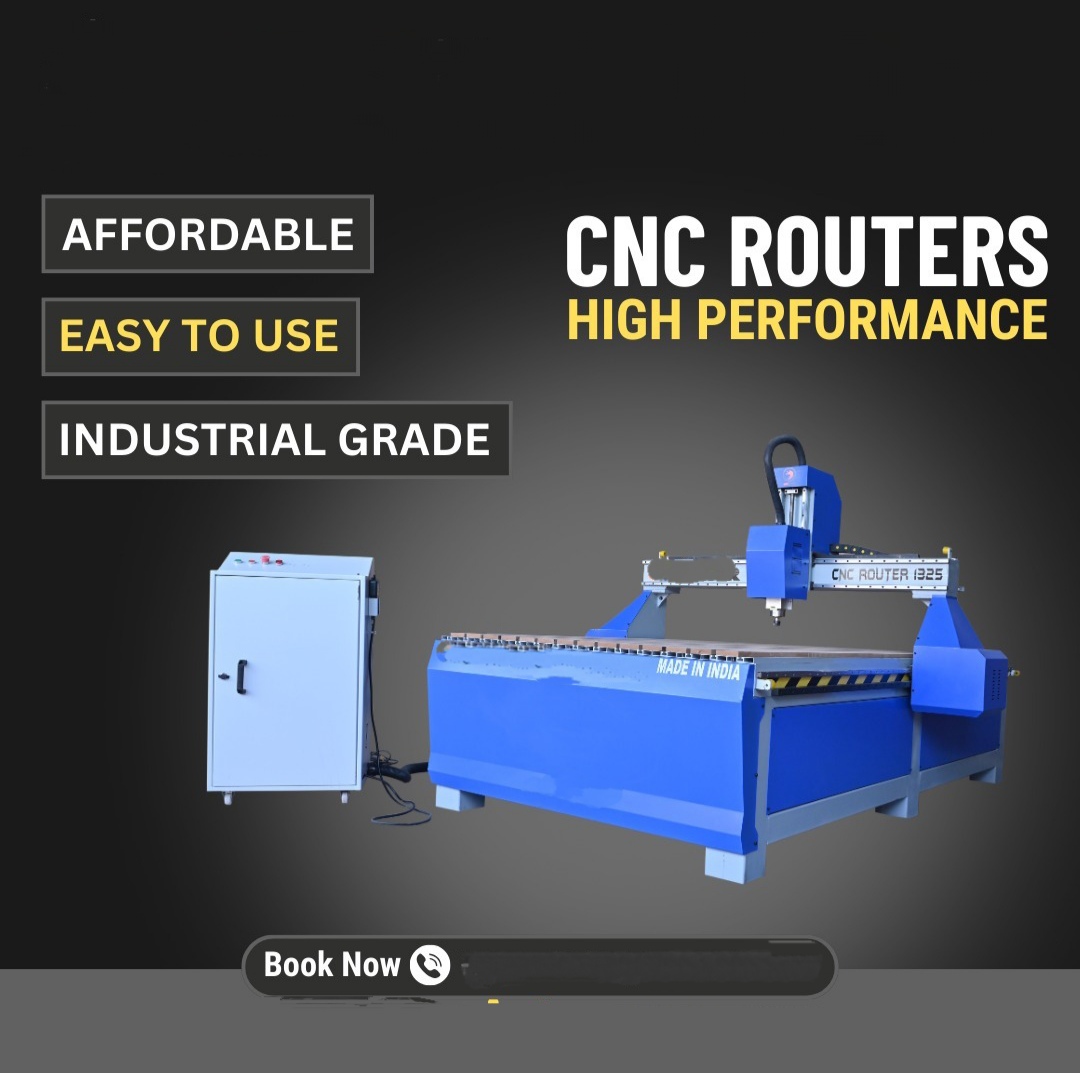 AFFORDABLE
EASY TO USE
INDUSTRIAL GRADE
CNC ROUTERS
HIGH PERFORMANCE
CNC ROUTER 1325
MADE IN INDIA
Book Now